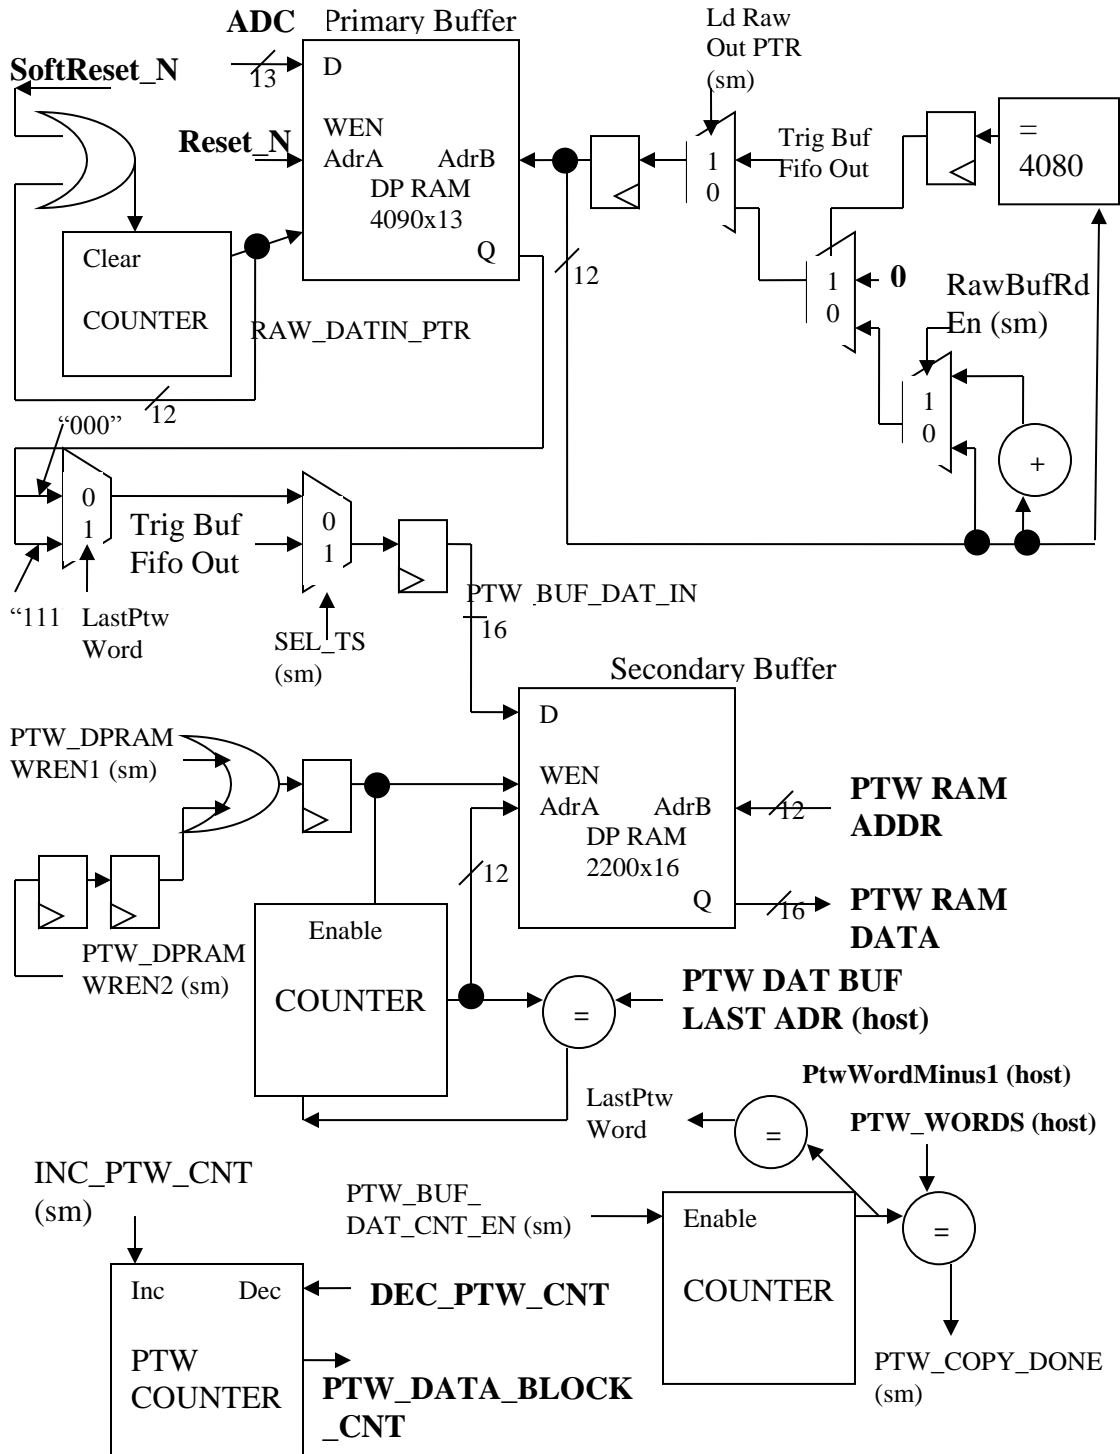 ADC
Primary Buffer
Ld Raw
Out PTR
(sm)
SoftReset_N
13
D
WEN
Reset_N
AdrA
AdrB
DP RAM
4090x13
Q
1
0
Trig Buf
Fifo Out
=
4080
Clear
COUNTER
RAW_DATIN_PTR
12
12
1
0
0
RawBufRd
En (sm)
1
0
+
“000”
0
1
Trig Buf
Fifo Out
0
1
“111
LastPtw
Word
SEL_TS
(sm)
PTW_BUF_DAT_IN
16
Secondary Buffer
D
PTW_DPRAM
WREN1 (sm)
WEN
AdrA
AdrB
DP RAM
2200x16
Q
12
PTW RAM
ADDR
12
16
PTW RAM
DATA
PTW_DPRAM
WREN2 (sm)
Enable
COUNTER
=
PTW DAT BUF
LAST ADR (host)
PtwWordMinus1 (host)
LastPtw
Word
=
PTW_WORDS (host)
INC_PTW_CNT
(sm)
PTW_BUF_
DAT_CNT_EN (sm)
Enable
COUNTER
=
Inc
Dec
DEC_PTW_CNT
PTW
COUNTER
PTW_DATA_BLOCK
_CNT
PTW_COPY_DONE
(sm)